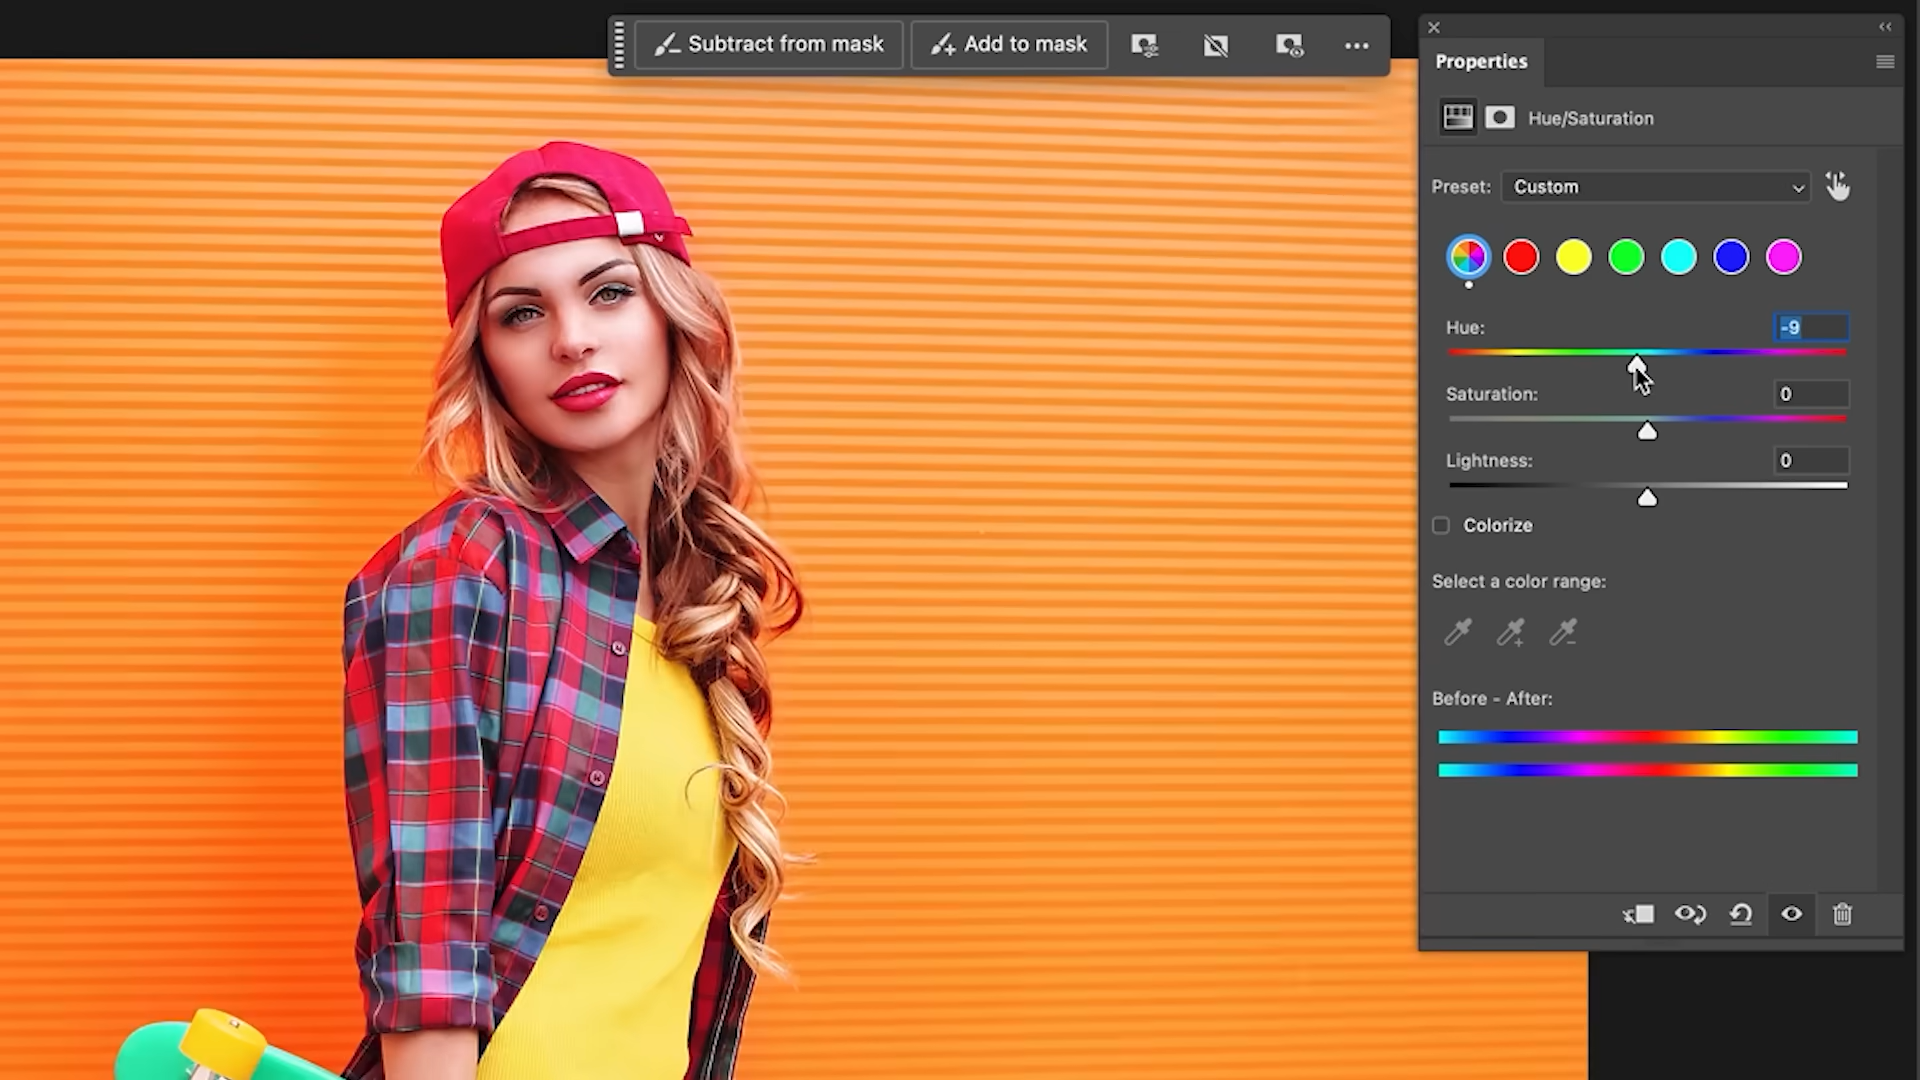 Subtract from mask
Add to mask
Properties
Hue/Saturation
Preset: Custom
Hue: -9
Saturation: 0
Lightness: 0
Colorize
Select a color range:
Before - After: